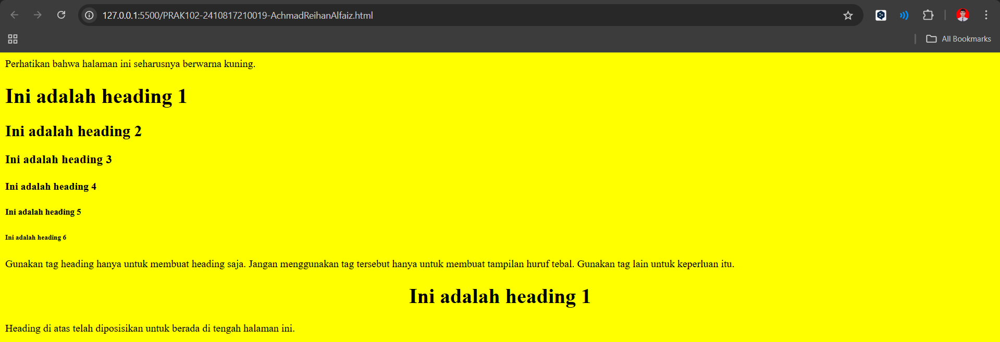 127.0.0.1:5500/PRAK102-2410817210019-AchmadReihanAlfaiz.html
All Bookmarks
Perhatikan bahwa halaman ini seharusnya berwarna kuning.
Ini adalah heading 1
Ini adalah heading 2
Ini adalah heading 3
Ini adalah heading 4
Ini adalah heading 5
Ini adalah heading 6
Gunakan tag heading hanya untuk membuat heading saja. Jangan menggunakan tag tersebut hanya untuk membuat tampilan huruf tebal. Gunakan tag lain untuk keperluan itu.
Ini adalah heading 1
Heading di atas telah diposisikan untuk berada di tengah halaman ini.